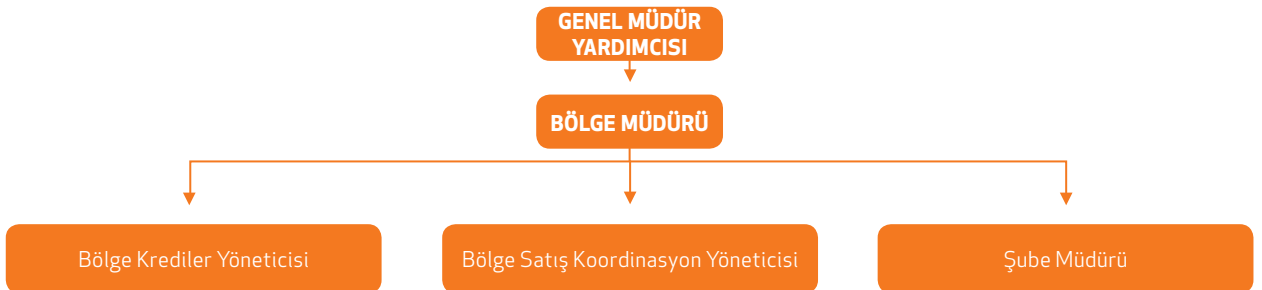 GENEL MÜDÜR
YARDIMCISI
BÖLGE MÜDÜRÜ
Bölge Krediler Yöneticisi
Bölge Satış Koordinasyon Yöneticisi
Şube Müdürü